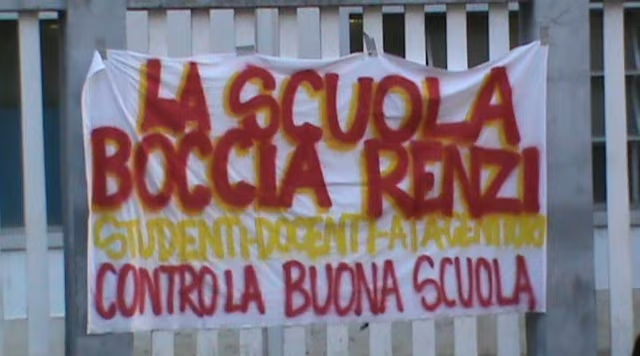 LA SCUOLA
BOCCIA RENZI
STUDENTI-DOCENTI-ATA GENITORI
CONTRO LA BUONA SCUOLA